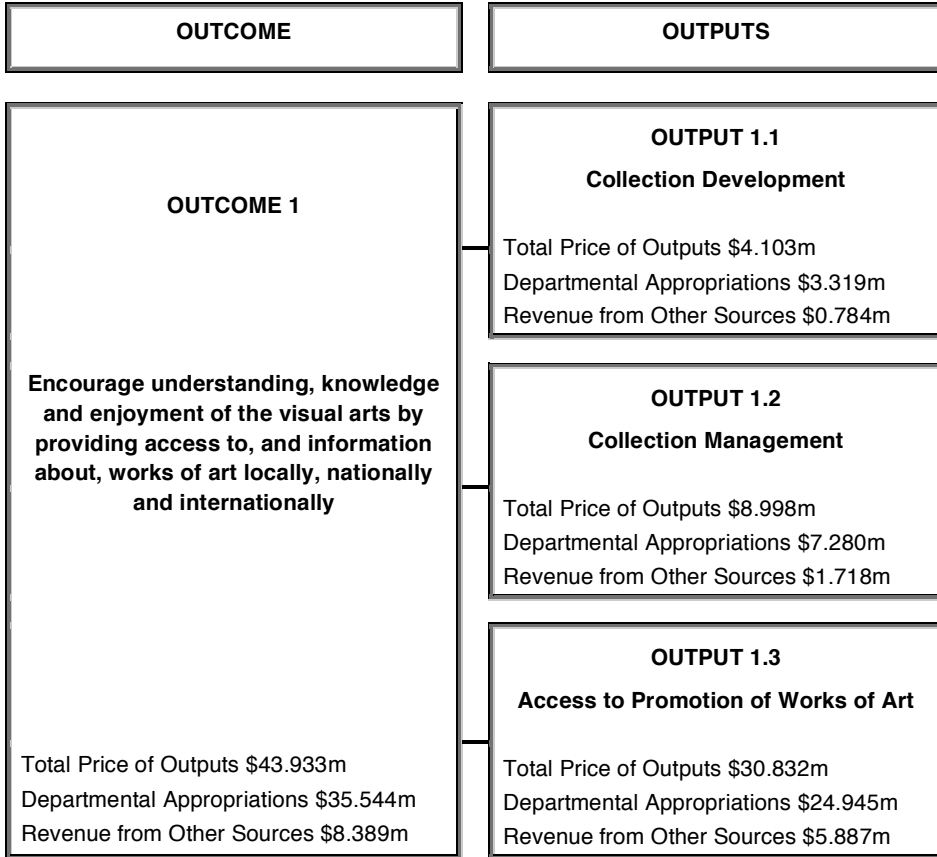 OUTCOME
OUTPUTS
OUTCOME 1
Encourage understanding, knowledge
and enjoyment of the visual arts by
providing access to, and information
about, works of art locally, nationally
and internationally
Total Price of Outputs $43.933m
Departmental Appropriations $35.544m
Revenue from Other Sources $8.389m
OUTPUT 1.1
Collection Development
Total Price of Outputs $4.103m
Departmental Appropriations $3.319m
Revenue from Other Sources $0.784m
OUTPUT 1.2
Collection Management
Total Price of Outputs $8.998m
Departmental Appropriations $7.280m
Revenue from Other Sources $1.718m
OUTPUT 1.3
Access to Promotion of Works of Art
Total Price of Outputs $30.832m
Departmental Appropriations $24.945m
Revenue from Other Sources $5.887m